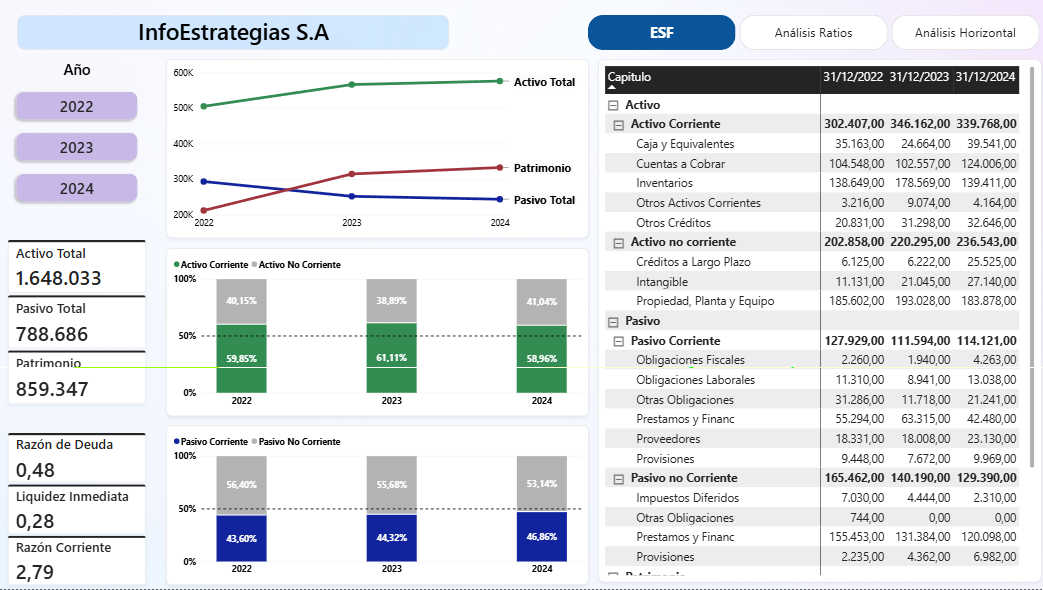 InfoEstrategias S.A
ESF
Análisis Ratios
Análisis Horizontal
Año
2022
2023
2024
Activo Total
1.648.033
Pasivo Total
788.686
Patrimonio
859.347
Razón de Deuda
0,48
Liquidez Inmediata
0,28
Razón Corriente
2,79
600K
500K
400K
300K
200K
Activo Total
Patrimonio
Pasivo Total
2022 2023 2024
Activo Corriente Activo No Corriente
100%
50%
0%
40,15% 38,89% 41,04%
59,85% 61,11% 58,96%
2022 2023 2024
Pasivo Corriente Pasivo No Corriente
100%
50%
0%
56,40% 55,68% 53,14%
43,60% 44,32% 46,86%
2022 2023 2024
Capitulo 31/12/2022 31/12/2023 31/12/2024
Activo
Activo Corriente 302.407,00 346.162,00 339.768,00
Caja y Equivalentes 35.163,00 24.664,00 39.541,00
Cuentas a Cobrar 104.548,00 102.557,00 124.006,00
Inventarios 138.649,00 178.569,00 139.411,00
Otros Activos Corrientes 3.216,00 9.074,00 4.164,00
Otros Créditos 20.831,00 31.298,00 32.646,00
Activo no corriente 202.858,00 220.295,00 236.543,00
Créditos a Largo Plazo 6.125,00 6.222,00 25.525,00
Intangible 11.131,00 21.045,00 27.140,00
Propiedad, Planta y Equipo 185.602,00 193.028,00 183.878,00
Pasivo
Pasivo Corriente 127.929,00 111.594,00 114.121,00
Obligaciones Fiscales 2.260,00 1.940,00 4.263,00
Obligaciones Laborales 11.310,00 8.941,00 13.038,00
Otras Obligaciones 31.286,00 11.718,00 21.241,00
Prestamos y Financ 55.294,00 63.315,00 42.480,00
Proveedores 18.331,00 18.008,00 23.130,00
Provisiones 9.448,00 7.672,00 9.969,00
Pasivo no Corriente 165.462,00 140.190,00 129.390,00
Impuestos Diferidos 7.030,00 4.444,00 2.310,00
Otras Obligaciones 744,00 0,00 0,00
Prestamos y Financ 155.453,00 131.384,00 120.098,00
Provisiones 2.235,00 4.362,00 6.982,00